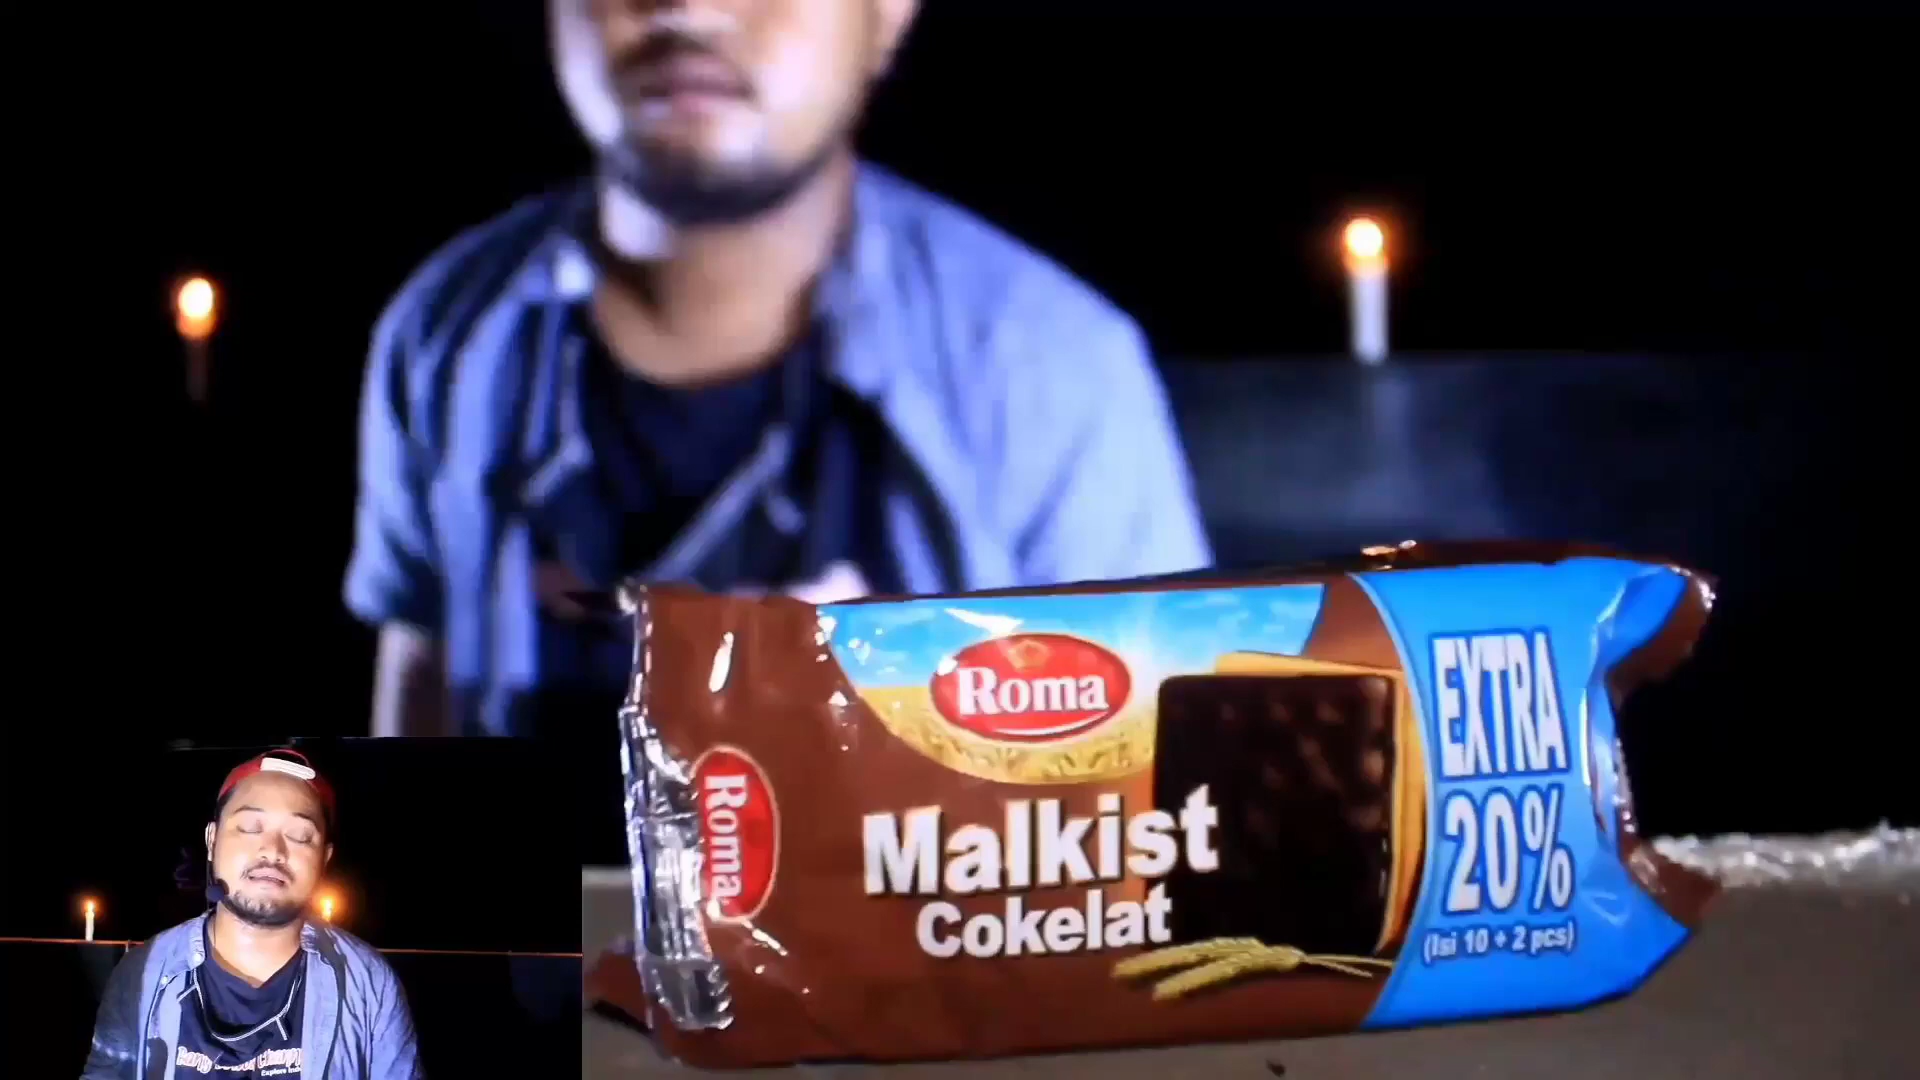 Roma
Roma
Malkist
Cokelat
EXTRA
20%
(Isi 10 + 2 pcs)